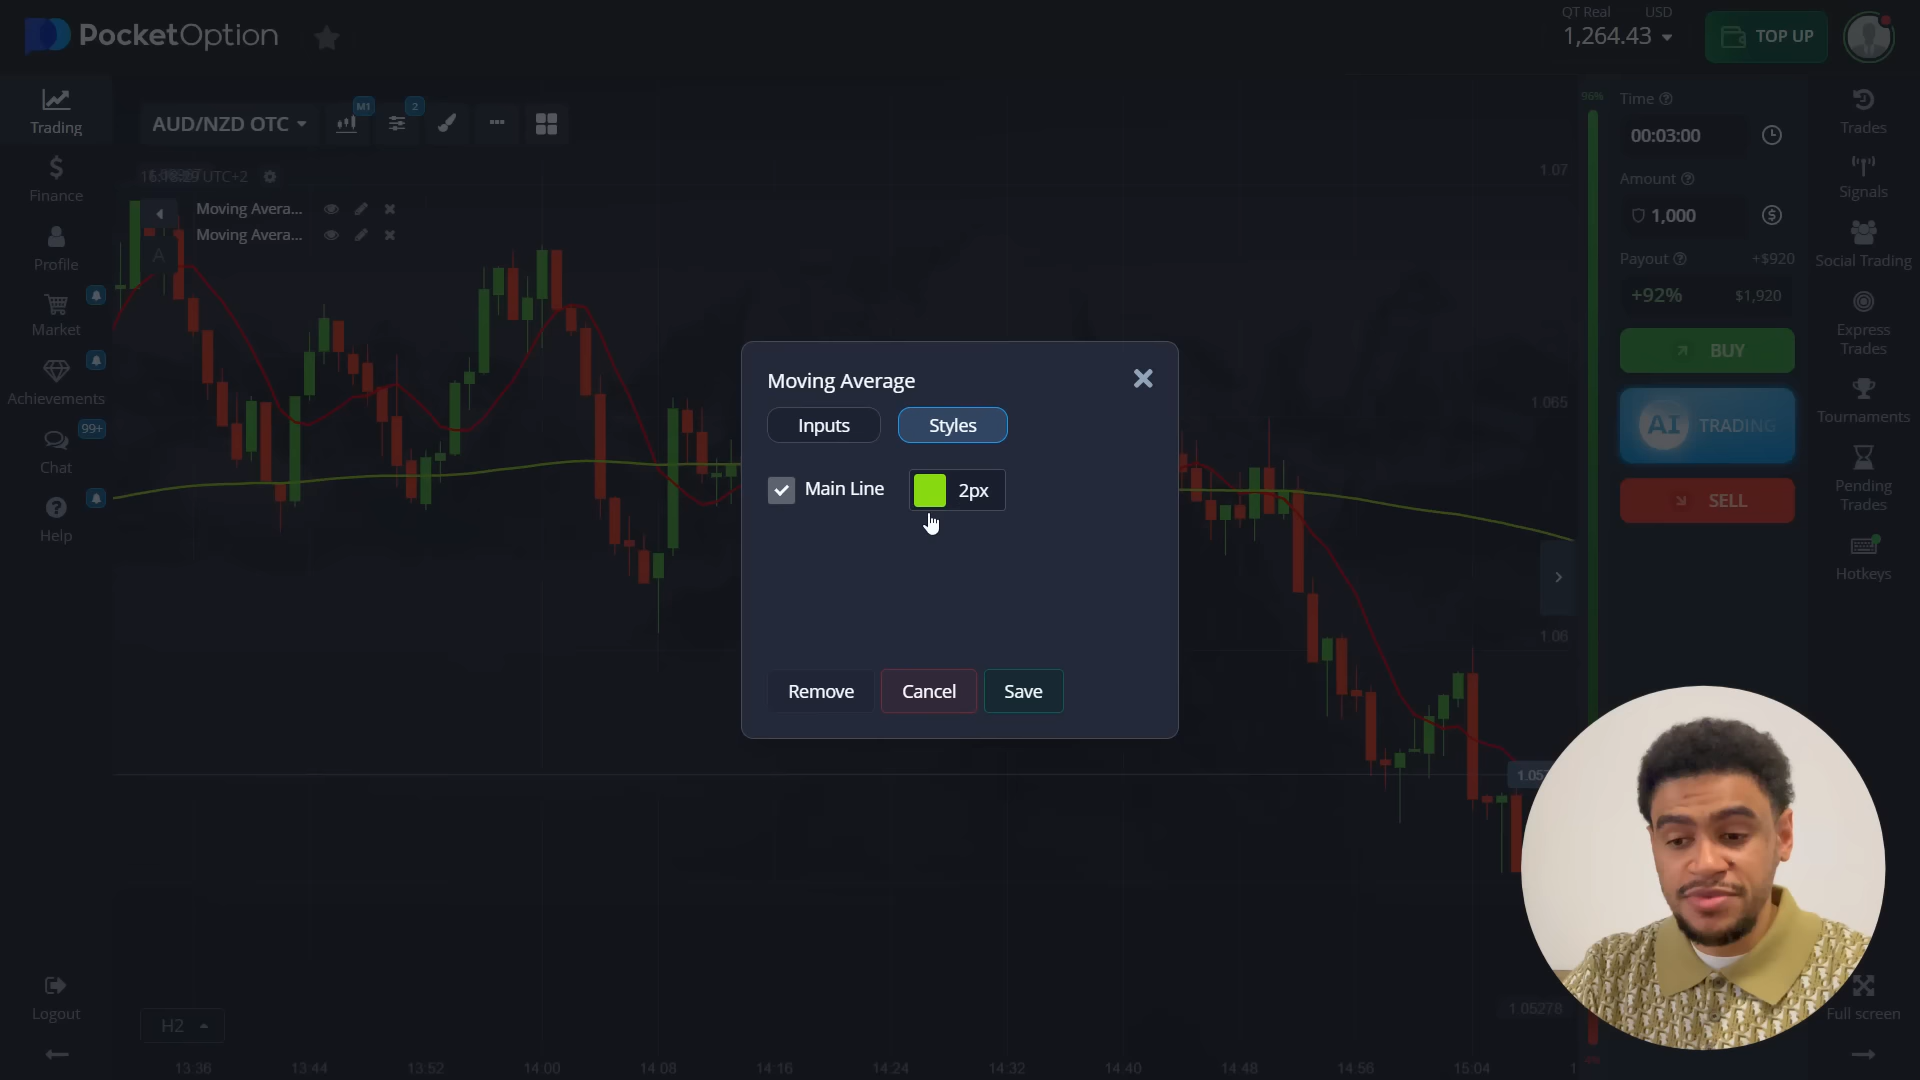 PocketOption
QT Real USD
1,264.43
TOP UP
Trading
Finance
Profile
Market
Achievements
99+
Chat
Help
Logout
AUD/NZD OTC
M1
2
UTC+2
Moving Avera...
Moving Avera...
A
Moving Average
Inputs
Styles
Main Line
2px
Remove
Cancel
Save
96%
1.07
1.065
1.06
1.05278
H2
13:36 13:44 13:52 14:00 14:08 14:16 14:24 14:32 14:40 14:48 14:56 15:04
Time
00:03:00
Amount
1,000
Payout +$920
+92% $1,920
BUY
AI TRADING
SELL
Trades
Signals
Social Trading
Express
Trades
Tournaments
Pending
Trades
Hotkeys
Full screen